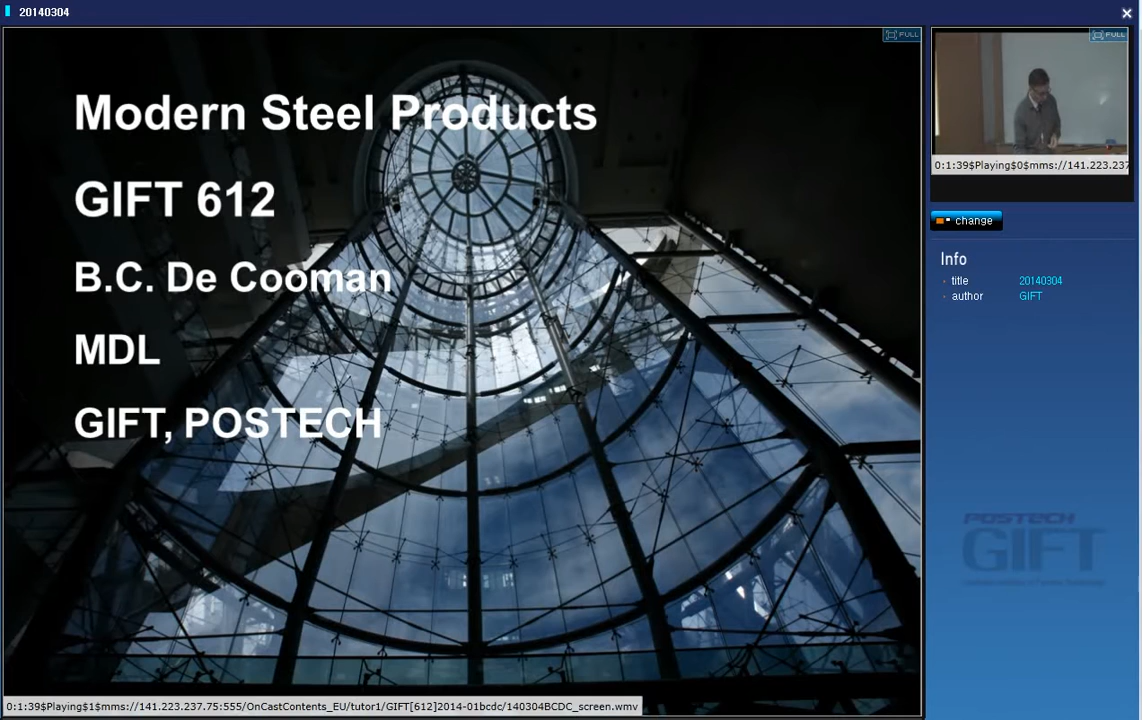 20140304
FULL
Modern Steel Products
GIFT 612
B.C. De Cooman
MDL
GIFT, POSTECH
0:1:39$Playing$1$mms://141.223.237.75:555/OnCastContents_EU/tutor1/GIFT[612]2014-01bcdc/140304BCDC_screen.wmv
FULL
0:1:39$Playing$0$mms://141.223.237
change
Info
title 20140304
author GIFT
POSTECH
GIFT